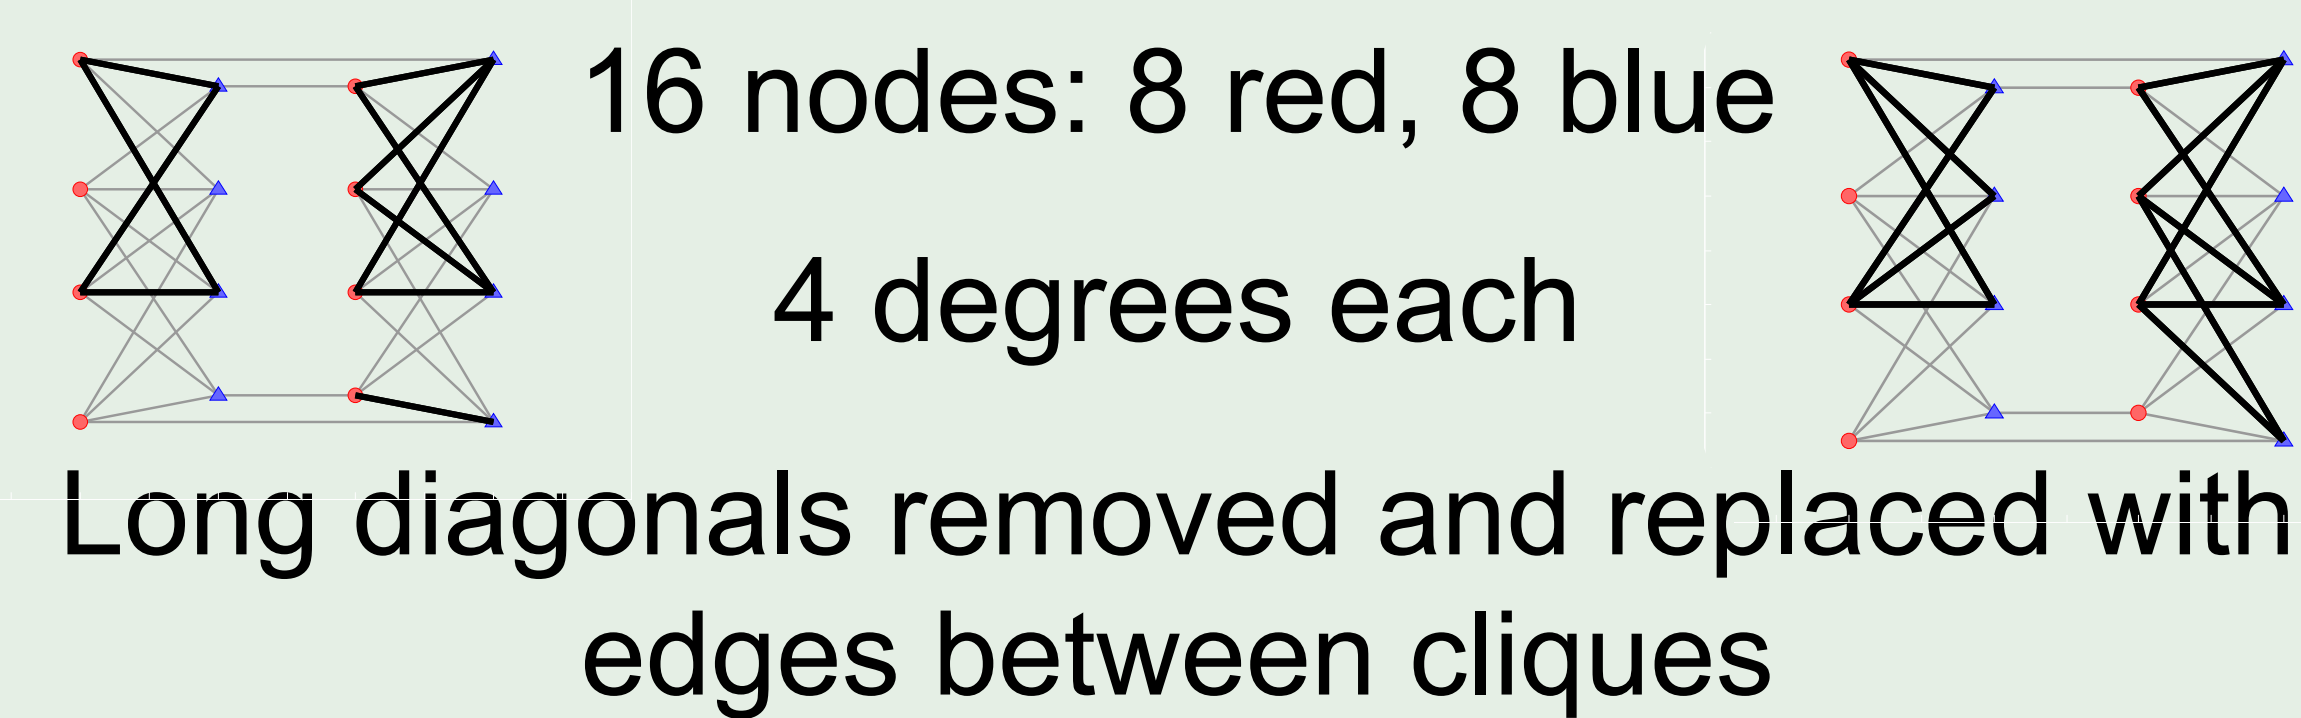 16 nodes: 8 red, 8 blue
4 degrees each
Long diagonals removed and replaced with
edges between cliques